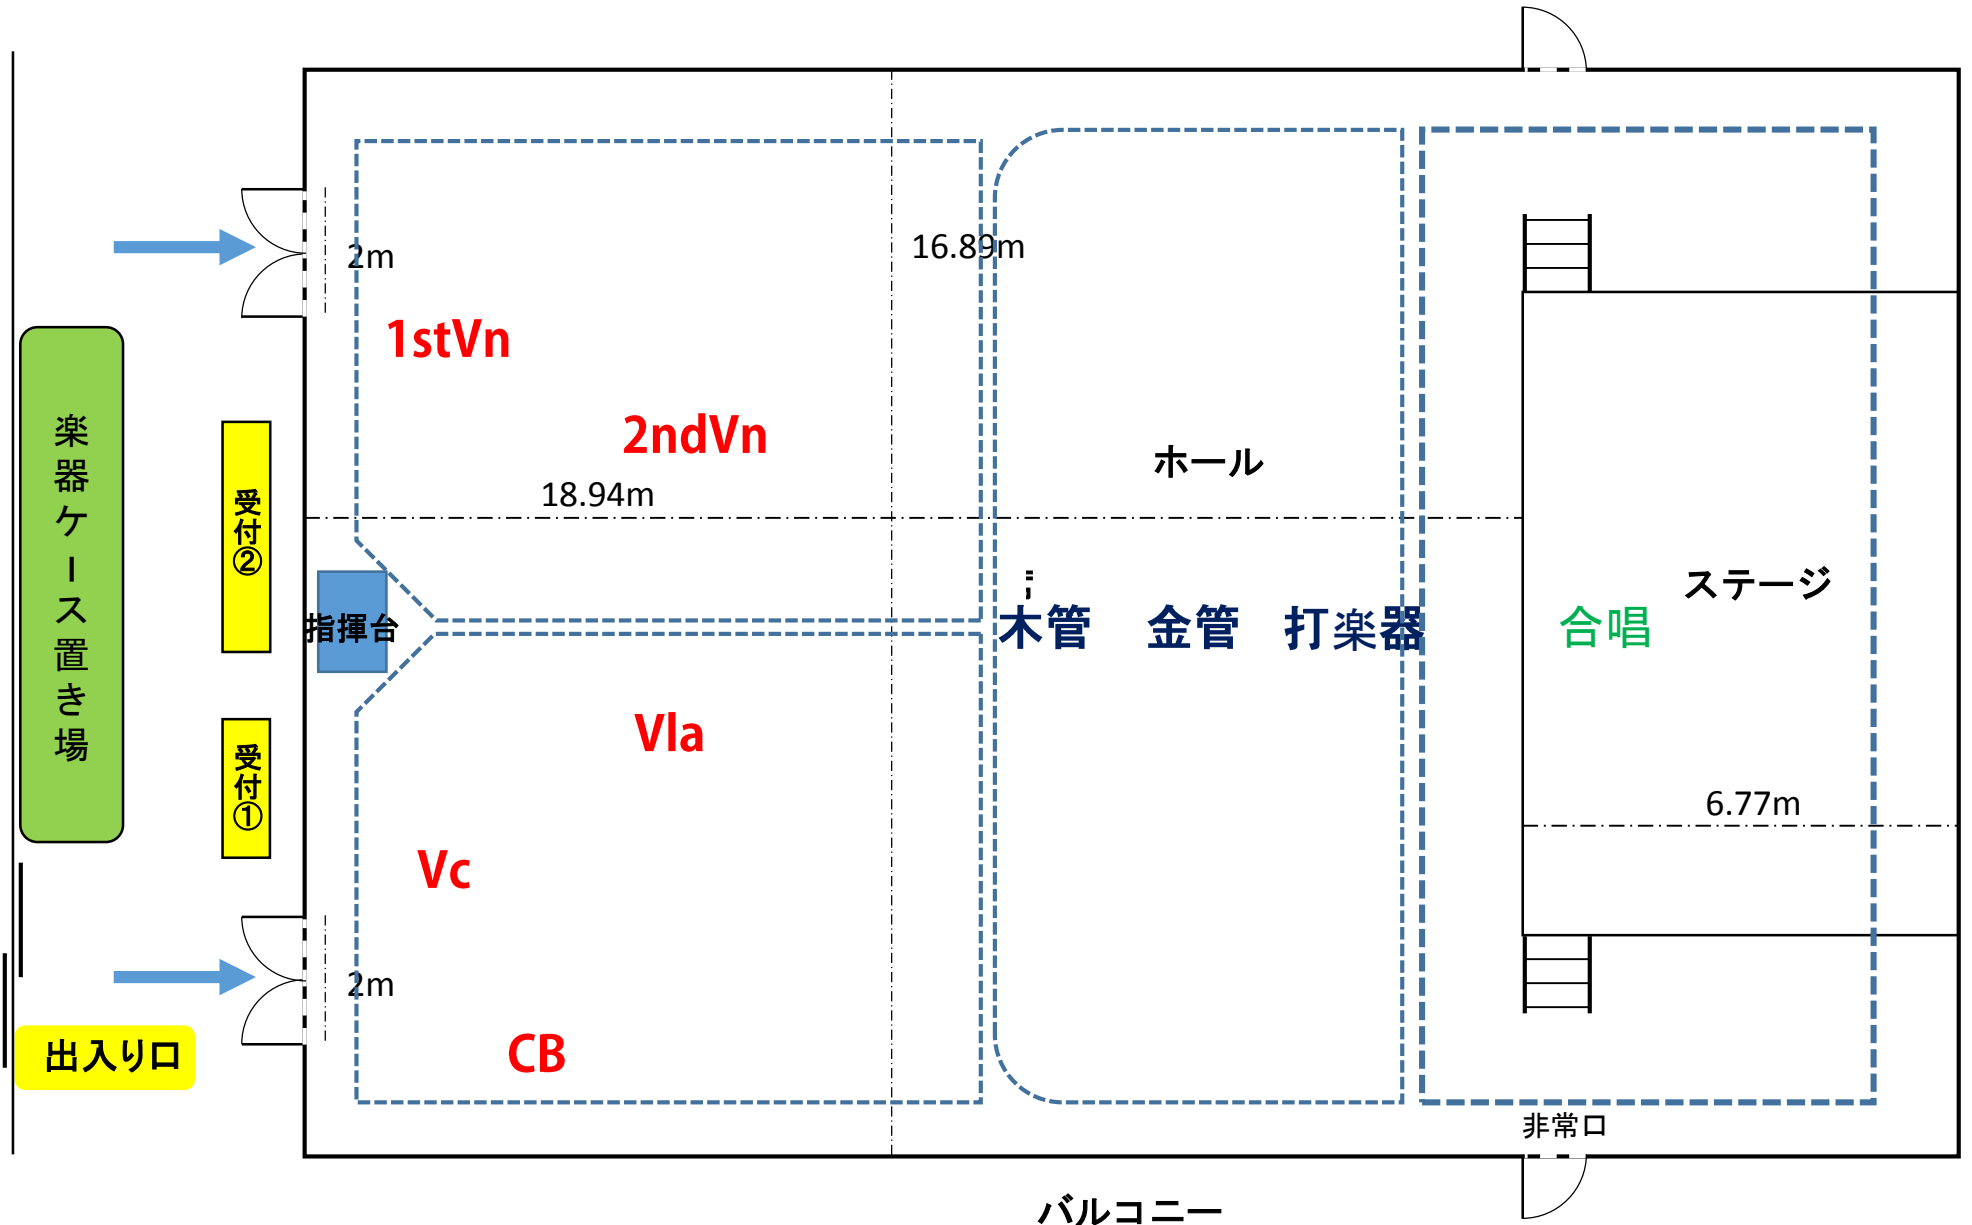 2m
16.89m
1stVn
2ndVn
ホール
18.94m
楽器ケース置き場
受付②
指揮台
木管
金管
打楽器
合唱
ステージ
Vla
受付①
6.77m
Vc
2m
出入り口
CB
非常口
バルコニー